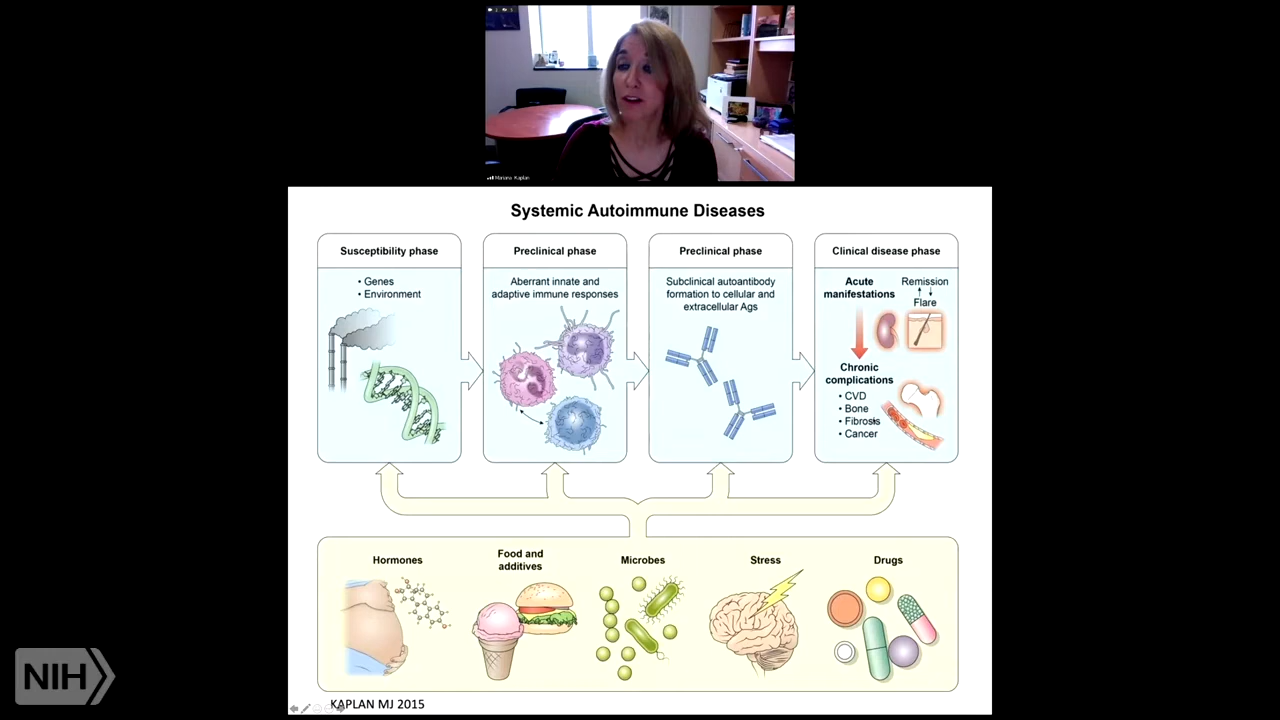 Mariana Kaplan
Systemic Autoimmune Diseases
Susceptibility phase
• Genes
• Environment
Preclinical phase
Aberrant innate and
adaptive immune responses
Preclinical phase
Subclinical autoantibody
formation to cellular and
extracellular Ags
Clinical disease phase
Acute
manifestations
Remission
Flare
Chronic
complications
• CVD
• Bone
• Fibrosis
• Cancer
Hormones
Food and
additives
Microbes
Stress
Drugs
NIH
KAPLAN MJ 2015